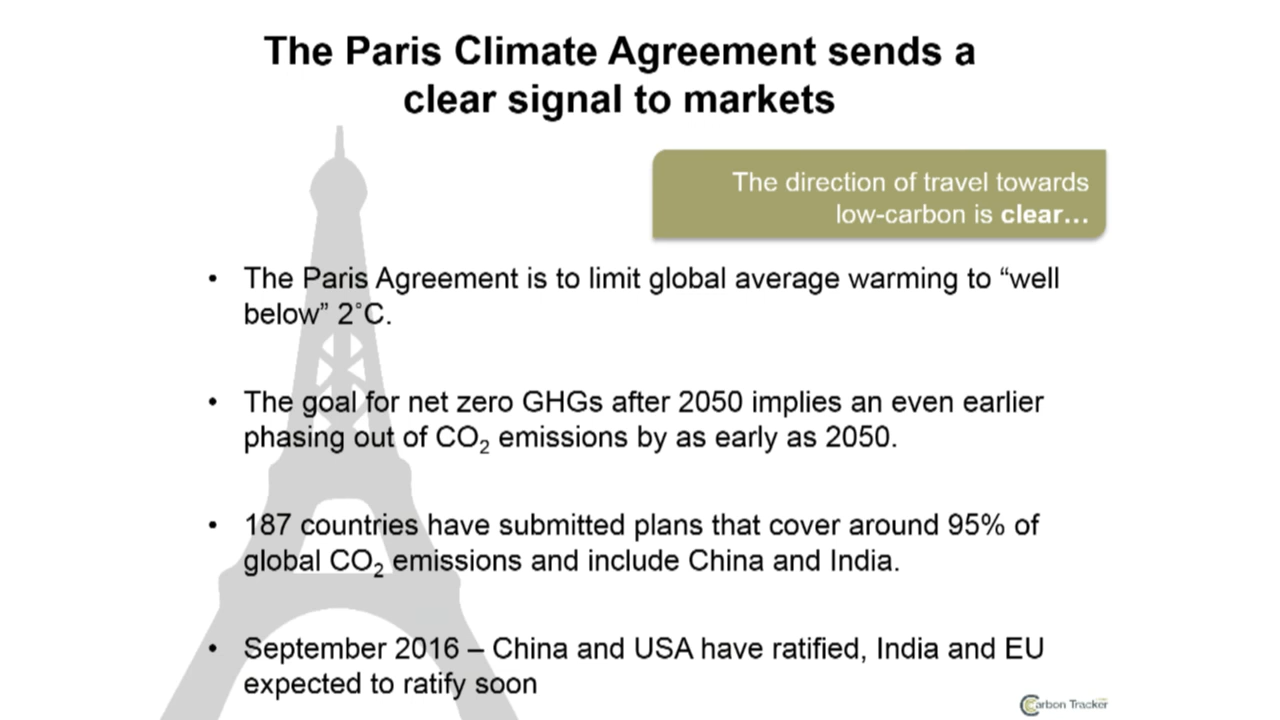 The Paris Climate Agreement sends a
clear signal to markets
The direction of travel towards
low-carbon is clear...
• The Paris Agreement is to limit global average warming to “well
below” 2˚C.
• The goal for net zero GHGs after 2050 implies an even earlier
phasing out of CO₂ emissions by as early as 2050.
• 187 countries have submitted plans that cover around 95% of
global CO₂ emissions and include China and India.
• September 2016 – China and USA have ratified, India and EU
expected to ratify soon
Carbon Tracker